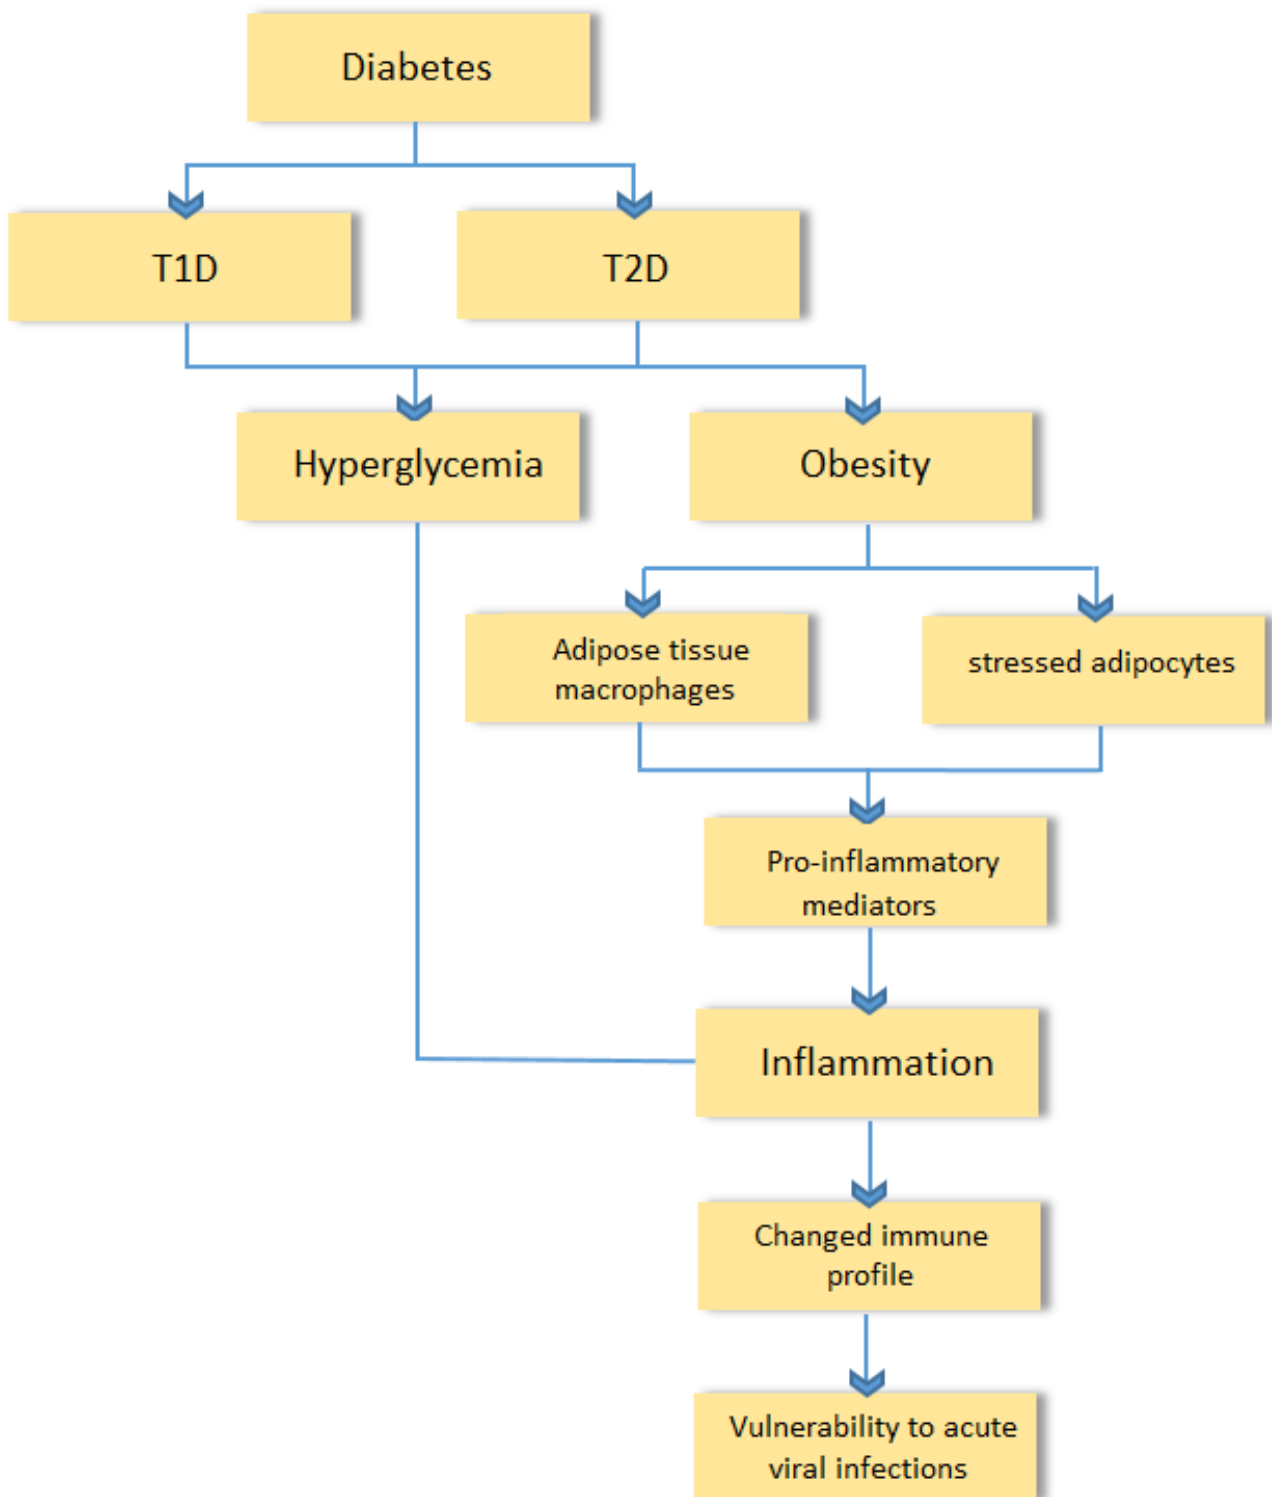 Diabetes
T1D
T2D
Hyperglycemia
Obesity
Adipose tissue
macrophages
stressed adipocytes
Pro-inflammatory
mediators
Inflammation
Changed immune
profile
Vulnerability to acute
viral infections